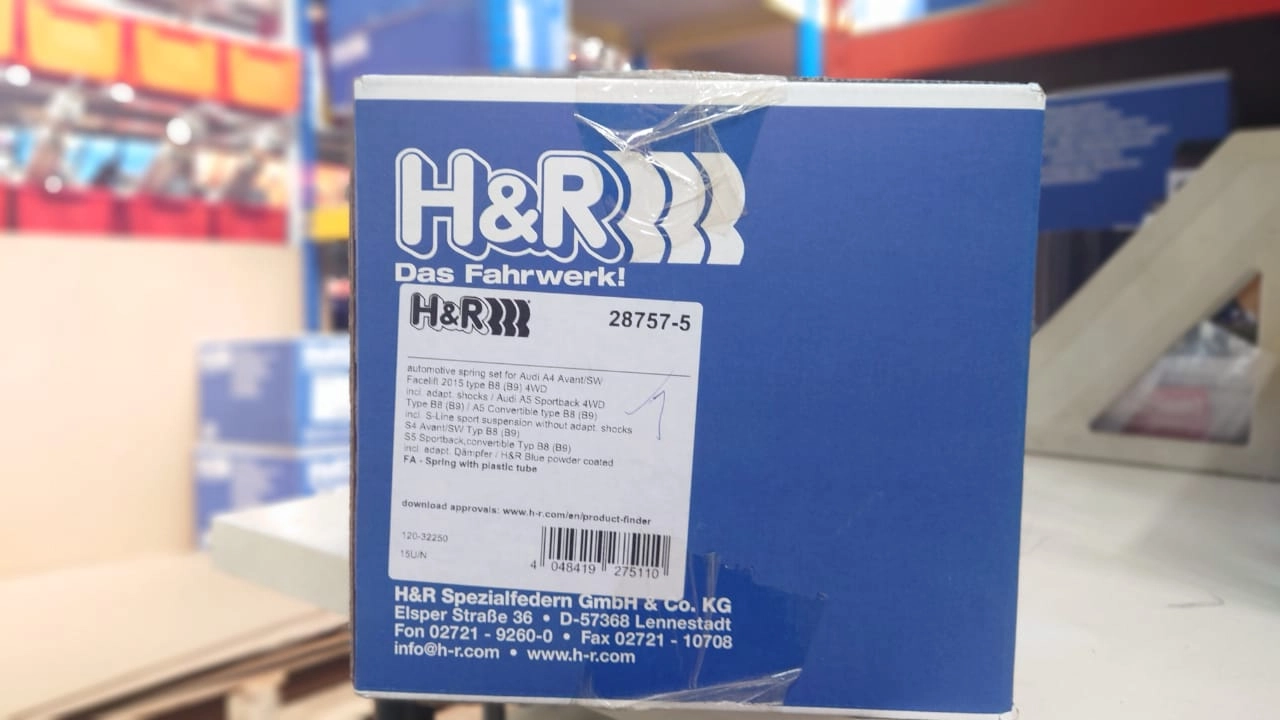 H&R
Das Fahrwerk!
H&R
28757-5
automotive spring set for Audi A4 Avant/SW
Facelift 2015 type B8 (B9) 4WD
incl. adapt. shocks / Audi A5 Sportback 4WD
Type B8 (B9) / A5 Convertible type B8 (B9)
incl. S-Line sport suspension without adapt. shocks
S4 Avant/SW Typ B8 (B9)
S5 Sportback,convertible Typ B8 (B9)
incl. adapt. Dämpfer / H&R Blue powder coated
FA - Spring with plastic tube
download approvals: www.h-r.com/en/product-finder
120-32250
15U/N
4 048419 275110
H&R Spezialfedern GmbH & Co. KG
Elsper Straße 36 • D-57368 Lennestadt
Fon 02721 - 9260-0 • Fax 02721 - 10708
info@h-r.com • www.h-r.com